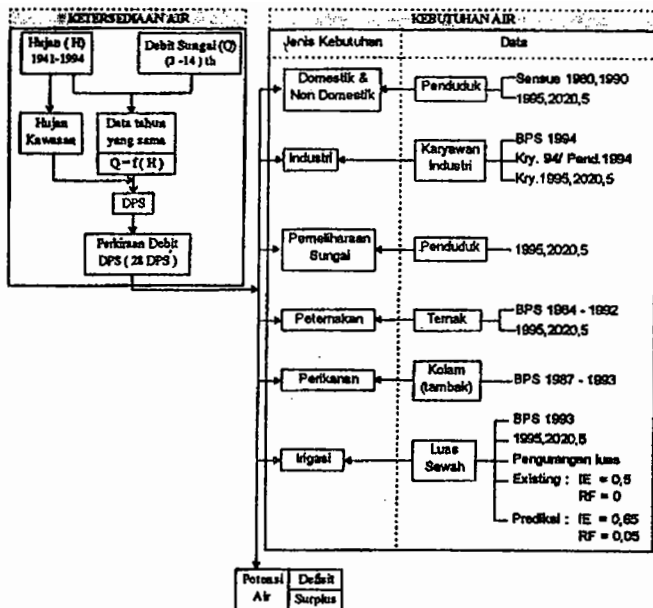 KETERSEDIAAN AIR
Hujan ( H )
1941-1994
Debit Sungai (Q)
(3 -14 ) th
Hujan
Kawasan
Data tahun
yang sama
Q = f ( H )
DPS
Perkiraan Debit
DPS ( 28 DPS )
KEBUTUHAN AIR
Jenis Kebutuhan
Data
Domestik &
Non Domestik
Penduduk
Sensus 1980,1990
1995,2020,5
Industri
Karyawan
Industri
BPS 1994
Kry. 94/ Pend.1994
Kry.1995,2020,5
Pemeliharaan
Sungai
Penduduk
1995,2020,5
Peternakan
Ternak
BPS 1984 - 1992
1995,2020,5
Perikanan
Kolam
(tambak)
BPS 1987 - 1993
Irigasi
Luas
Sawah
BPS 1993
1995,2020,5
Pengurangan luas
Existing : IE = 0,5
RF = 0
Prediksi : IE = 0,65
RF = 0,05
Potensi
Air
Defisit
Surplus